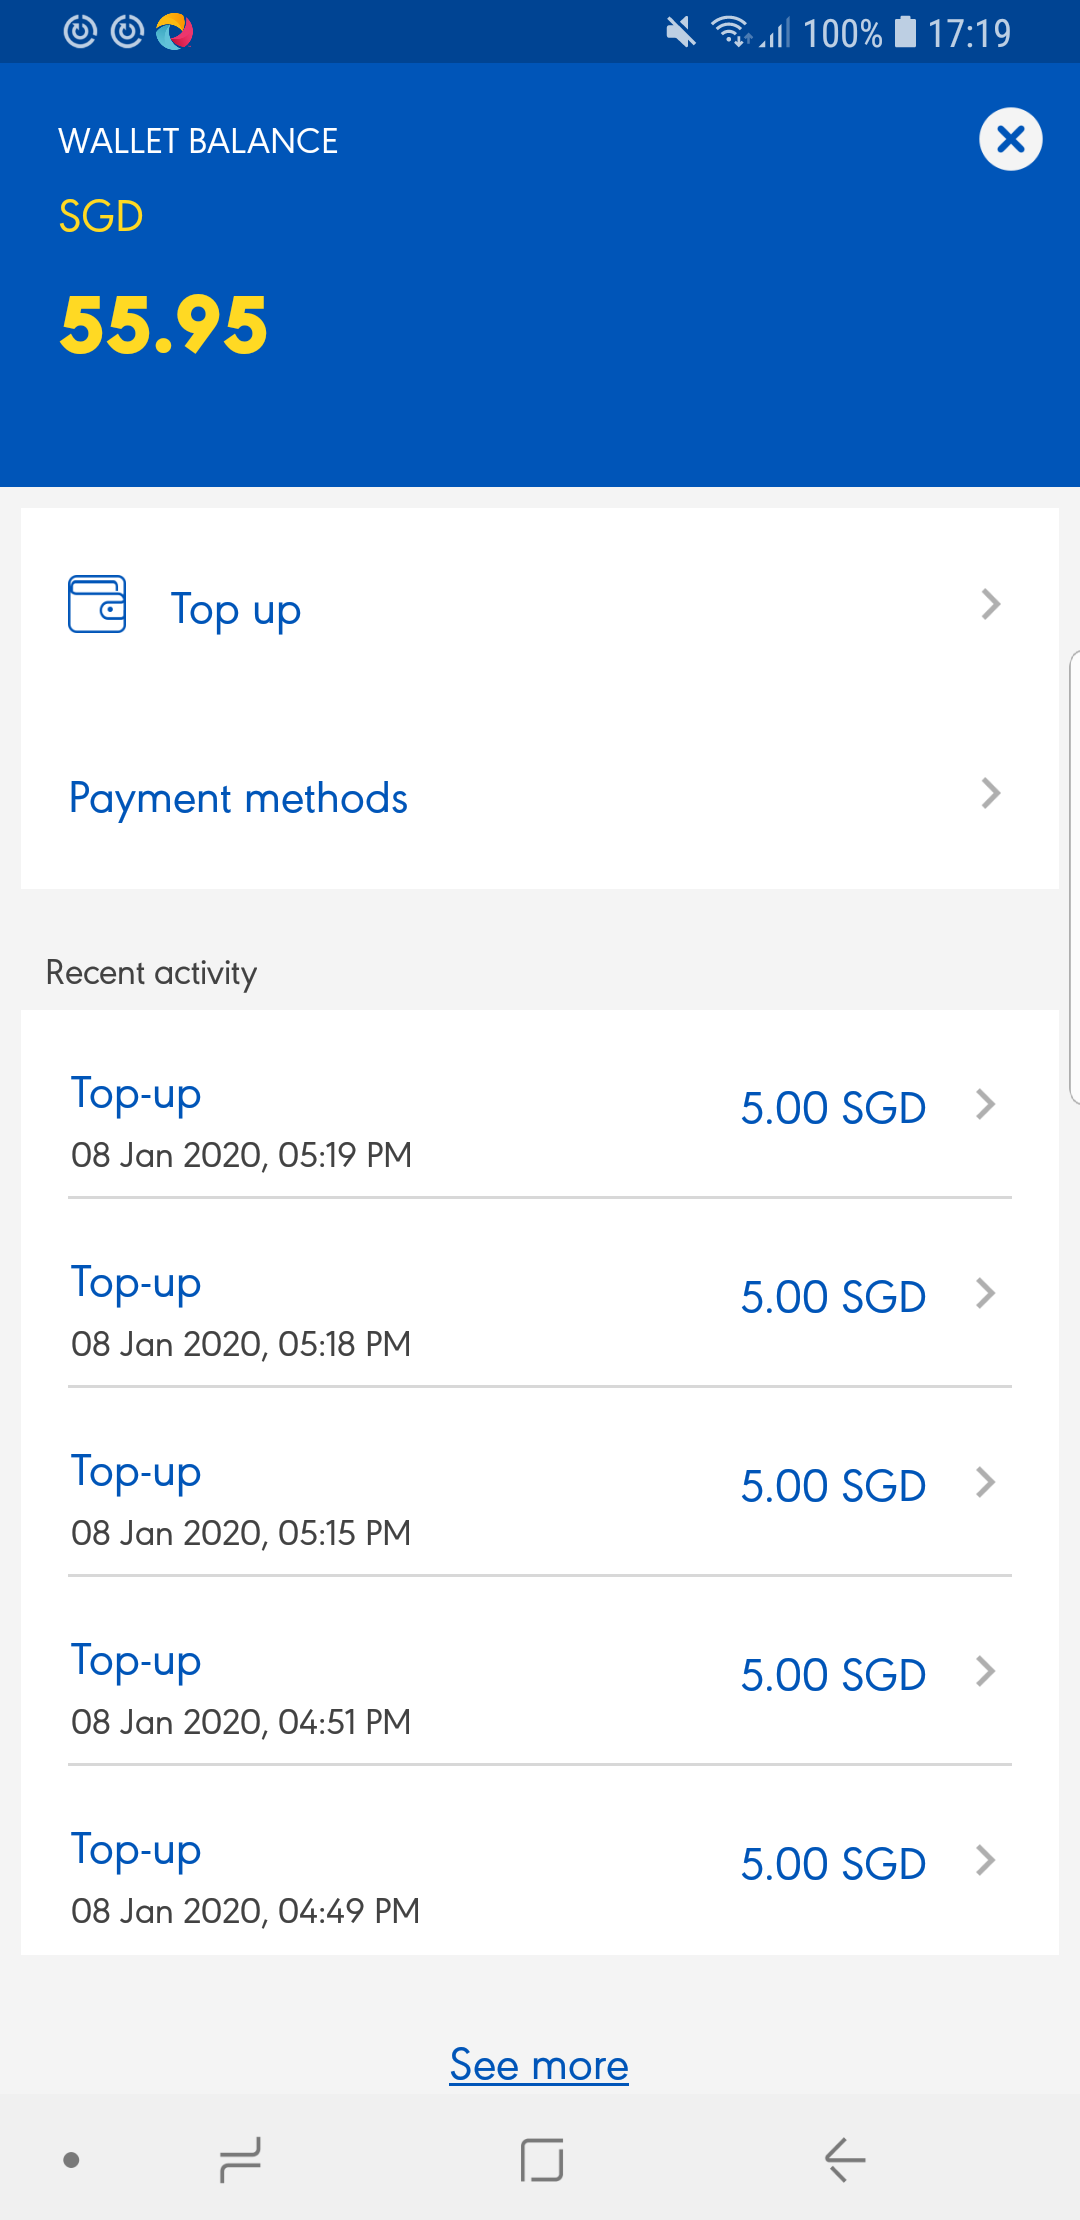 100% 17:19
WALLET BALANCE
SGD
55.95
Top up
Payment methods
Recent activity
Top-up
5.00 SGD
08 Jan 2020, 05:19 PM
Top-up
5.00 SGD
08 Jan 2020, 05:18 PM
Top-up
5.00 SGD
08 Jan 2020, 05:15 PM
Top-up
5.00 SGD
08 Jan 2020, 04:51 PM
Top-up
5.00 SGD
08 Jan 2020, 04:49 PM
See more